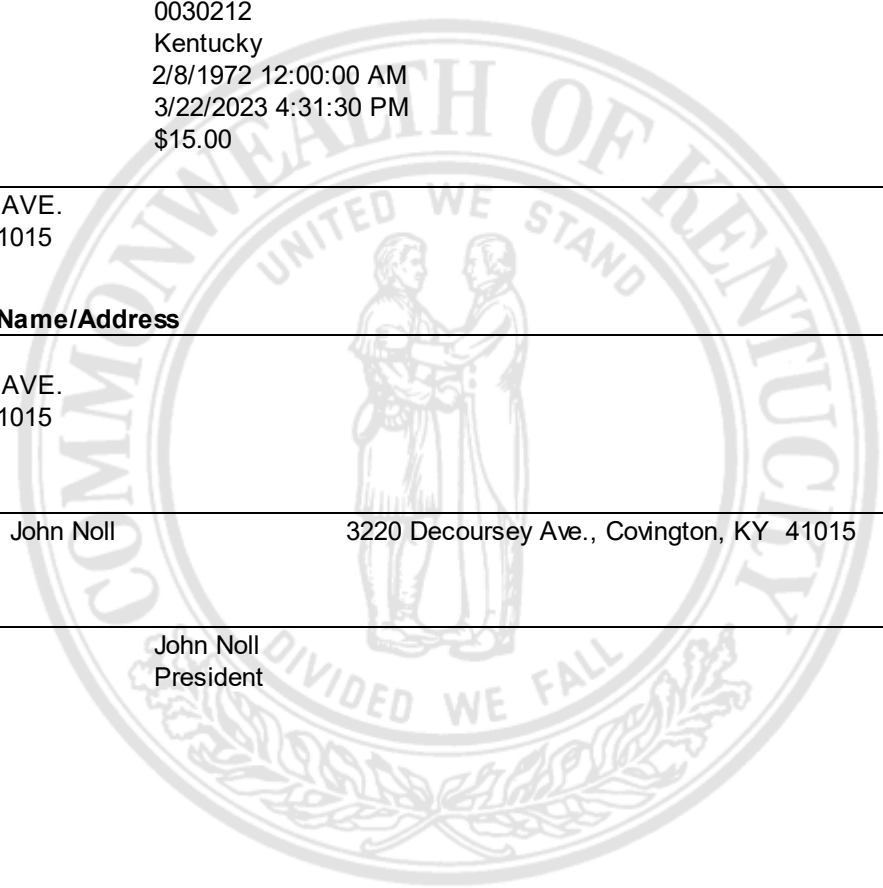 0030212
Kentucky
2/8/1972 12:00:00 AM
3/22/2023 4:31:30 PM
$15.00
AVE.
1015
Name/Address
AVE.
1015
John Noll 3220 Decoursey Ave., Covington, KY 41015
John Noll
President
COMMONWEALTH OF KENTUCKY
UNITED WE STAND
DIVIDED WE FALL